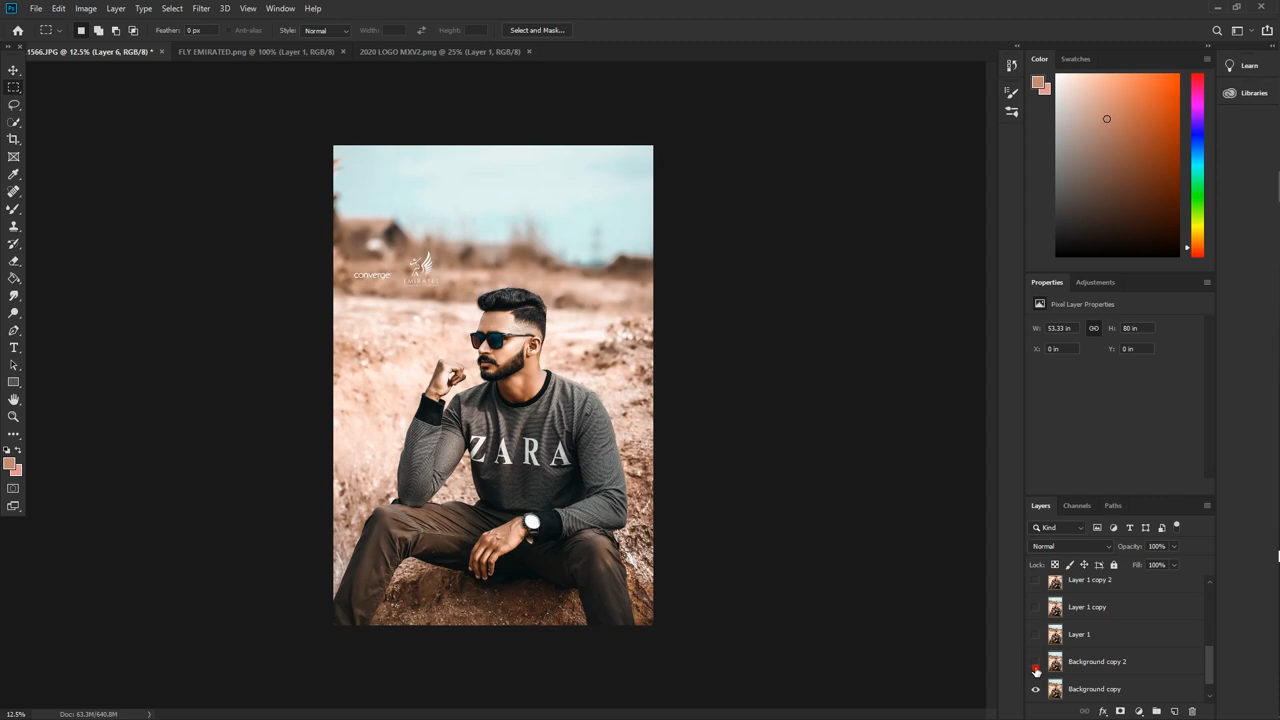 Ps File Edit Image Layer Type Select Filter 3D View Window Help
Feather: 0 px Anti-alias Style: Normal Width: Height: Select and Mask...
1566.JPG @ 12.5% (Layer 6, RGB/8) * × FLY EMIRATED.png @ 100% (Layer 1, RGB/8) × 2020 LOGO MXV2.png @ 25% (Layer 1, RGB/8) ×
Color Swatches
Learn
Libraries
converge
EMIRATES
ZARA
Properties Adjustments
Pixel Layer Properties
W: 53.33 in H: 80 in
X: 0 in Y: 0 in
Layers Channels Paths
Kind
Normal Opacity: 100%
Lock: Fill: 100%
Layer 1 copy 2
Layer 1 copy
Layer 1
Background copy 2
Background copy
fx
12.5% Doc: 63.3M/640.8M